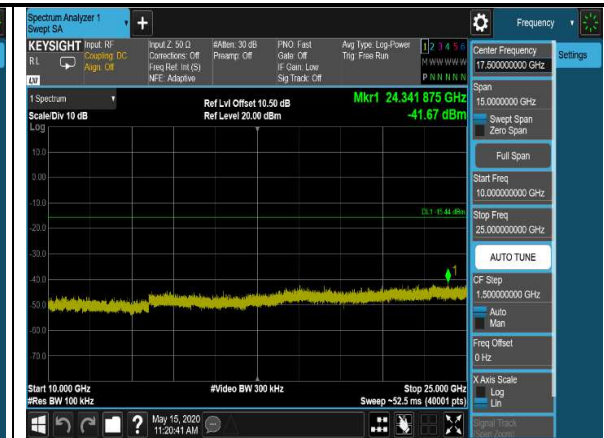 Spectrum Analyzer 1
Swept SA
Frequency
KEYSIGHT Input: RF
RL Coupling: DC
Align: Off
LXI
Input Z: 50 Ω
Corrections: Off
Freq Ref: Int (S)
NFE: Adaptive
#Atten: 30 dB
Preamp: Off
PNO: Fast
Gate: Off
IF Gain: Low
Sig Track: Off
Avg Type: Log-Power
Trig: Free Run
1 2 3 4 5 6
M W W W W W
P N N N N N
1 Spectrum
Scale/Div 10 dB
Ref Lvl Offset 10.50 dB
Ref Level 20.00 dBm
Mkr1 24.341 875 GHz
-41.67 dBm
Log
10.0
0.00
-10.0
DL1 -15.44 dBm
-20.0
-30.0
1
-40.0
-50.0
-60.0
-70.0
Start 10.000 GHz
#Res BW 100 kHz
#Video BW 300 kHz
Stop 25.000 GHz
Sweep ~52.5 ms (40001 pts)
May 15, 2020
11:20:41 AM
Center Frequency
17.500000000 GHz
Settings
Span
15.0000000 GHz
Swept Span
Zero Span
Full Span
Start Freq
10.000000000 GHz
Stop Freq
25.000000000 GHz
AUTO TUNE
CF Step
1.500000000 GHz
Auto
Man
Freq Offset
0 Hz
X Axis Scale
Log
Lin
Signal Track
(Span Zoom)